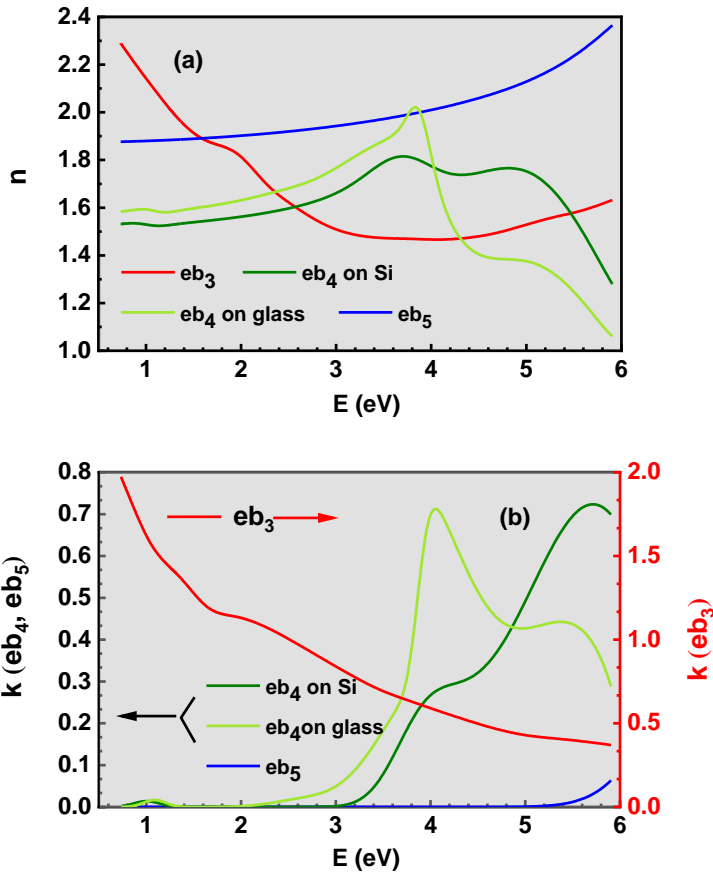 2.4
(a)
2.2
2.0
n
1.8
1.6
1.4
eb3 eb4 on Si
1.2
eb4 on glass eb5
1.0
1 2 3 4 5 6
E (eV)
0.8 2.0
eb3 (b)
0.7
0.6 1.5
k (eb4, eb5)
0.5
0.4 1.0
k (eb3)
0.3
eb4 on Si
0.2 0.5
eb4on glass
0.1
eb5
0.0 0.0
1 2 3 4 5 6
E (eV)